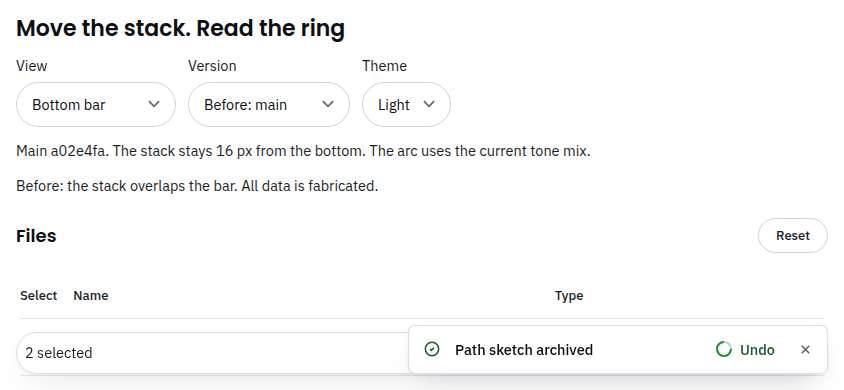 Move the stack. Read the ring
View Version Theme
Bottom bar Before: main Light
Main a02e4fa. The stack stays 16 px from the bottom. The arc uses the current tone mix.
Before: the stack overlaps the bar. All data is fabricated.
Files Reset
Select Name Type
2 selected Path sketch archived Undo